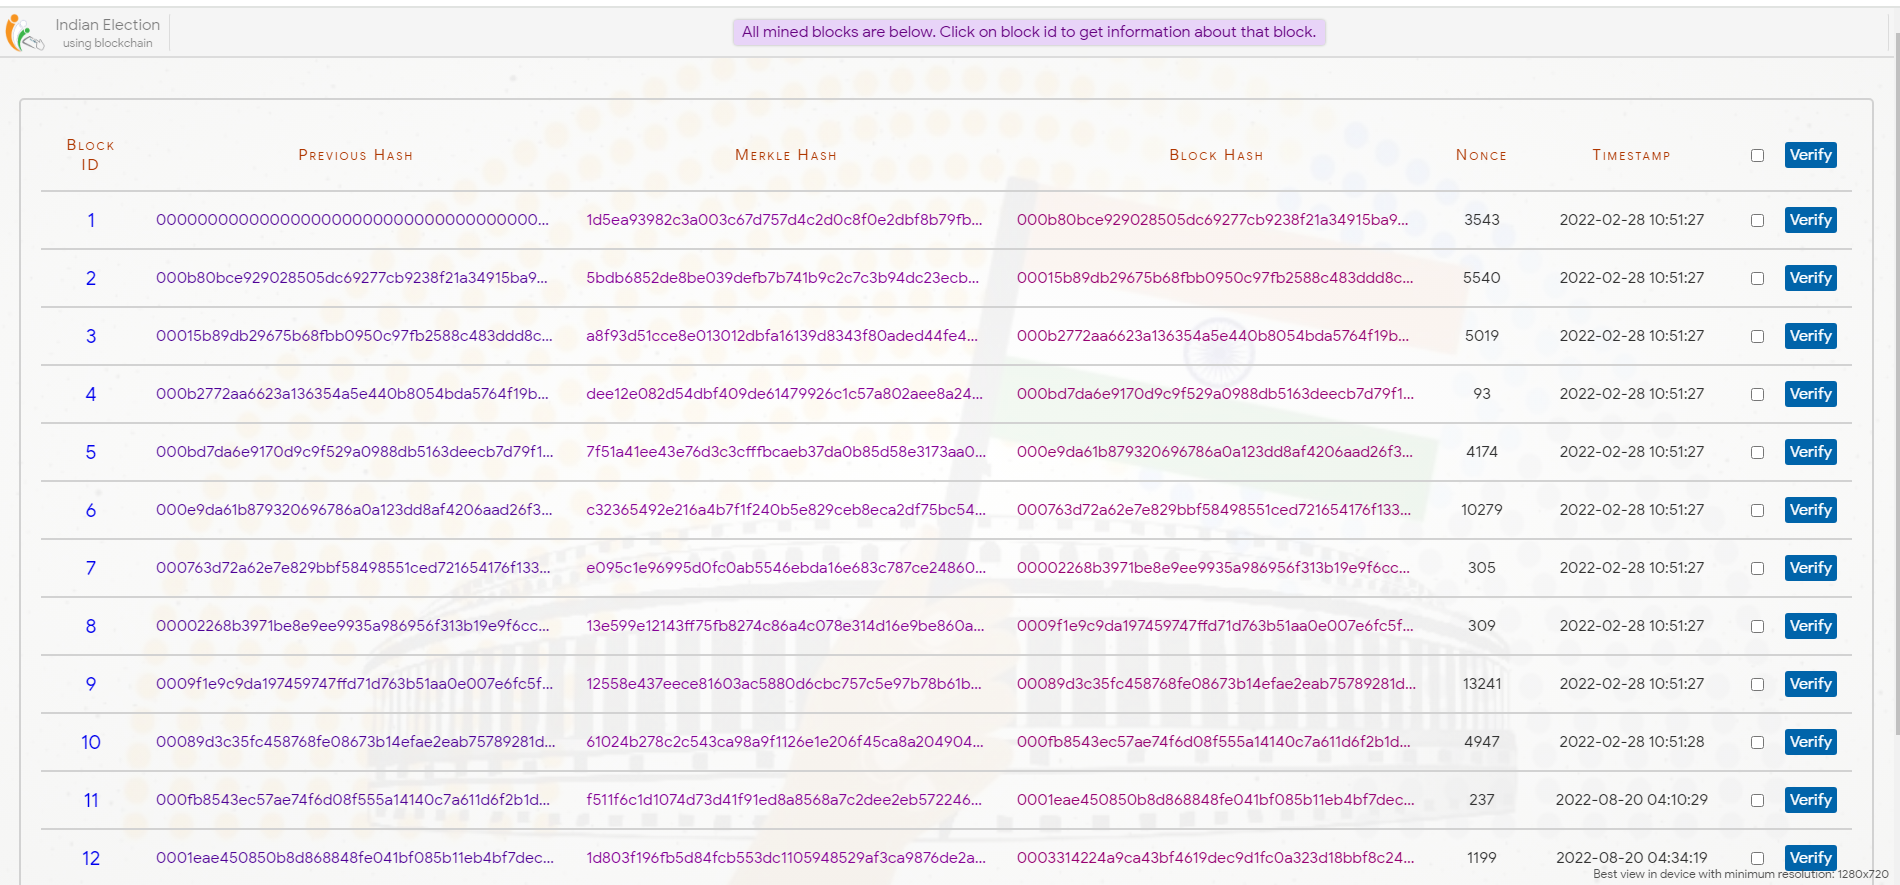 Indian Election
using blockchain
All mined blocks are below. Click on block id to get information about that block.
Block ID Previous Hash Merkle Hash Block Hash Nonce Timestamp Verify
1 00000000000000000000000000000000000000... 1d5ea93982c3a003c67d757d4c2d0c8f0e2dbf8b79fb... 000b80bce929028505dc69277cb9238f21a34915ba9... 3543 2022-02-28 10:51:27 Verify
2 000b80bce929028505dc69277cb9238f21a34915ba9... 5bdb6852de8be039defb7b741b9c2c7c3b94dc23ecb... 00015b89db29675b68fbb0950c97fb2588c483ddd8c... 5540 2022-02-28 10:51:27 Verify
3 00015b89db29675b68fbb0950c97fb2588c483ddd8c... a8f93d51cce8e013012dbfa16139d8343f80aded44fe4... 000b2772aa6623a136354a5e440b8054bda5764f19b... 5019 2022-02-28 10:51:27 Verify
4 000b2772aa6623a136354a5e440b8054bda5764f19b... dee12e082d54dbf409de61479926c1c57a802aee8a24... 000bd7da6e9170d9c9f529a0988db5163deecb7d79f1... 93 2022-02-28 10:51:27 Verify
5 000bd7da6e9170d9c9f529a0988db5163deecb7d79f1... 7f51a41ee43e76d3c3cfffbcaeb37da0b85d58e3173aa0... 000e9da61b879320696786a0a123dd8af4206aad26f3... 4174 2022-02-28 10:51:27 Verify
6 000e9da61b879320696786a0a123dd8af4206aad26f3... c32365492e216a4b7f1f240b5e829ceb8eca2df75bc54... 000763d72a62e7e829bbf58498551ced721654176f133... 10279 2022-02-28 10:51:27 Verify
7 000763d72a62e7e829bbf58498551ced721654176f133... e095c1e96995d0fc0ab5546ebda16e683c787ce24860... 00002268b3971be8e9ee9935a986956f313b19e9f6cc... 305 2022-02-28 10:51:27 Verify
8 00002268b3971be8e9ee9935a986956f313b19e9f6cc... 13e599e12143ff75fb8274c86a4c078e314d16e9be860a... 0009f1e9c9da197459747ffd71d763b51aa0e007e6fc5f... 309 2022-02-28 10:51:27 Verify
9 0009f1e9c9da197459747ffd71d763b51aa0e007e6fc5f... 12558e437eece81603ac5880d6cbc757c5e97b78b61b... 00089d3c35fc458768fe08673b14efae2eab75789281d... 13241 2022-02-28 10:51:27 Verify
10 00089d3c35fc458768fe08673b14efae2eab75789281d... 61024b278c2c543ca98a9f1126e1e206f45ca8a204904... 000fb8543ec57ae74f6d08f555a14140c7a611d6f2b1d... 4947 2022-02-28 10:51:28 Verify
11 000fb8543ec57ae74f6d08f555a14140c7a611d6f2b1d... f511f6c1d1074d73d41f91ed8a8568a7c2dee2eb572246... 0001eae450850b8d868848fe041bf085b11eb4bf7dec... 237 2022-08-20 04:10:29 Verify
12 0001eae450850b8d868848fe041bf085b11eb4bf7dec... 1d803f196fb5d84fcb553dc1105948529af3ca9876de2a... 0003314224a9ca43bf4619dec9d1fc0a323d18bbf8c24... 1199 2022-08-20 04:34:19 Verify
Best view in device with minimum resolution: 1280x720